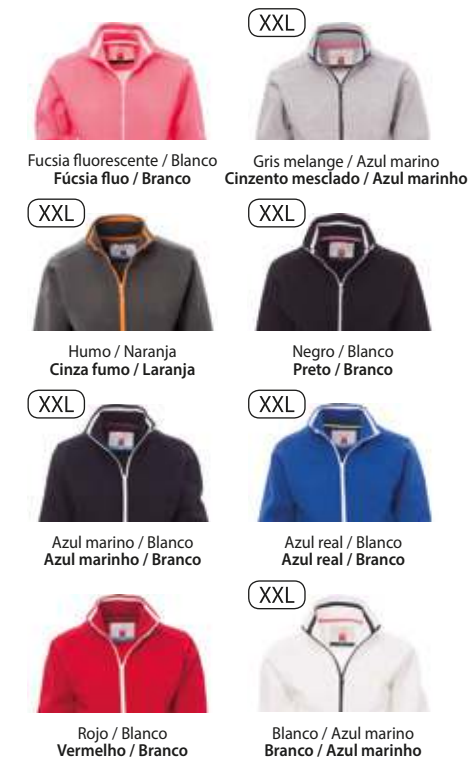 XXL
Fucsia fluorescente / Blanco
Fúcsia fluo / Branco
Gris melange / Azul marino
Cinzento mesclado / Azul marinho
XXL
XXL
Humo / Naranja
Cinza fumo / Laranja
Negro / Blanco
Preto / Branco
XXL
XXL
Azul marino / Blanco
Azul marinho / Branco
Azul real / Blanco
Azul real / Branco
XXL
Rojo / Blanco
Vermelho / Branco
Blanco / Azul marino
Branco / Azul marinho